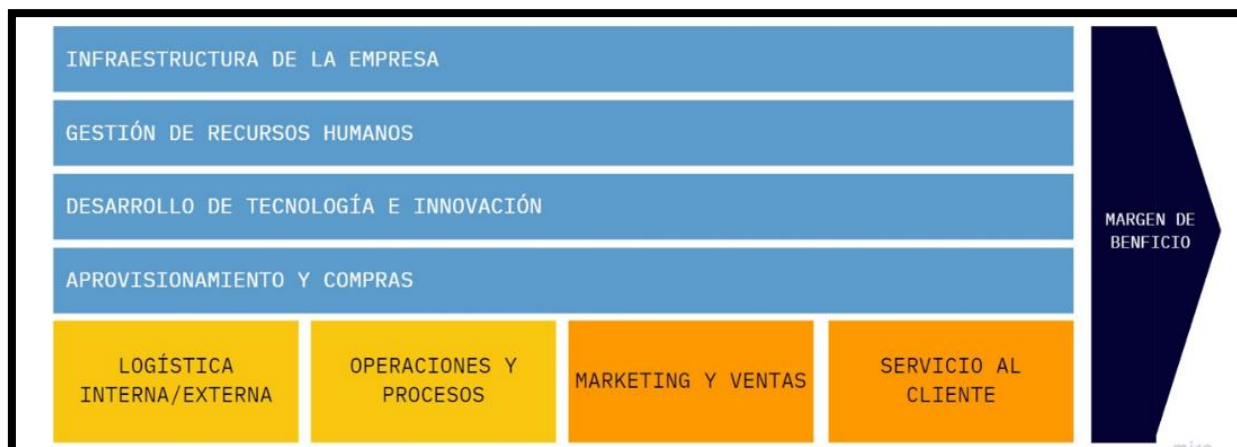 INFRAESTRUCTURA DE LA EMPRESA
GESTIÓN DE RECURSOS HUMANOS
DESARROLLO DE TECNOLOGÍA E INNOVACIÓN
APROVISIONAMIENTO Y COMPRAS
LOGÍSTICA
INTERNA/EXTERNA
OPERACIONES Y
PROCESOS
MARKETING Y VENTAS
SERVICIO AL
CLIENTE
MARGEN DE
BENFICIO